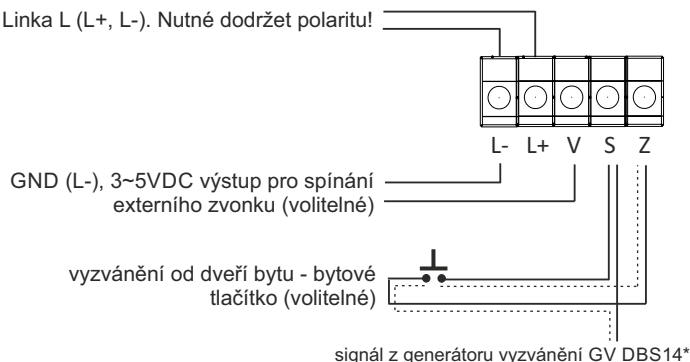 Linka L (L+, L-). Nutné dodržet polaritu!
L- L+ V S Z
GND (L-), 3~5VDC výstup pro spínání
externího zvonku (volitelné)
vyzvánění od dveří bytu - bytové
tlačítko (volitelné)
signál z generátoru vyzvánění GV DBS14*